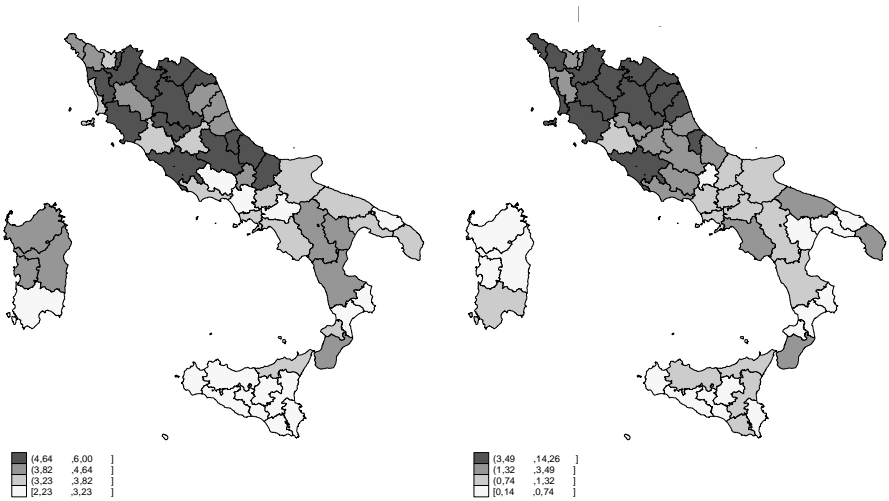 (4,64 ,6,00 ]
(3,82 ,4,64 ]
(3,23 ,3,82 ]
[2,23 ,3,23 ]
(3,49 ,14,26 ]
(1,32 ,3,49 ]
(0,74 ,1,32 ]
[0,14 ,0,74 ]